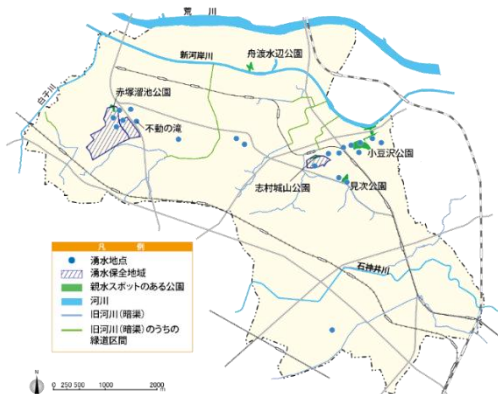 荒川
舟渡水辺公園
新河岸川
白子川
赤塚溜池公園
不動の滝
小豆沢公園
志村城山公園
見次公園
石神井川
凡例
湧水地点
湧水保全地域
親水スポットのある公園
河川
旧河川(暗渠)
旧河川(暗渠)のうちの
緑道区間
N
0 250 500 1000 2000 m